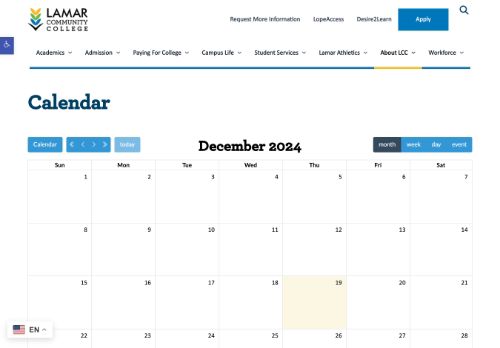 LAMAR
COMMUNITY
COLLEGE
Request More Information LopeAccess Desire2Learn Apply
Academics Admission Paying For College Campus Life Student Services Lamar Athletics About LCC Workforce
Calendar
Calendar today December 2024 month week day event
Sun Mon Tue Wed Thu Fri Sat
1 2 3 4 5 6 7
8 9 10 11 12 13 14
15 16 17 18 19 20 21
EN
22 23 24 25 26 27 28